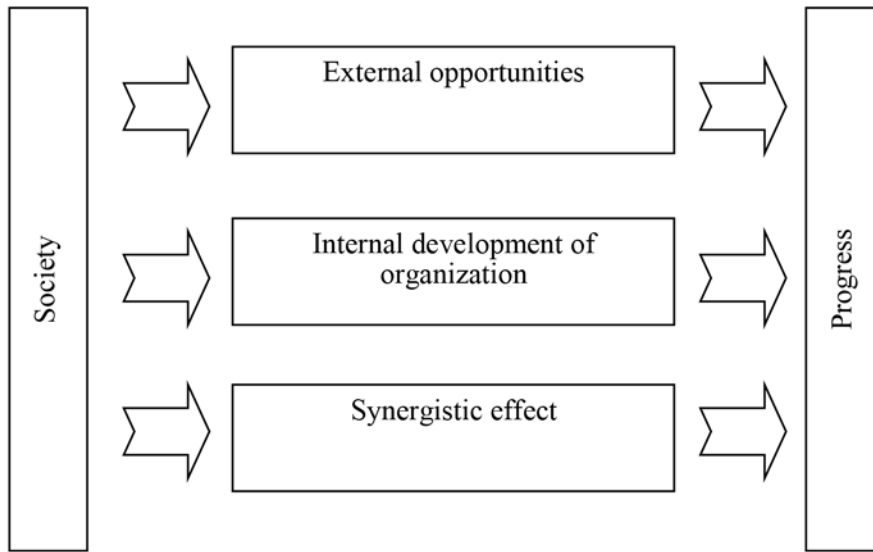 Society
External opportunities
Internal development of
organization
Synergistic effect
Progress